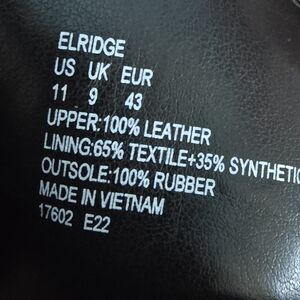 ELRIDGE
US UK EUR
11 9 43
UPPER:100% LEATHER
LINING:65% TEXTILE+35% SYNTHETIC
OUTSOLE:100% RUBBER
MADE IN VIETNAM
17602 E22